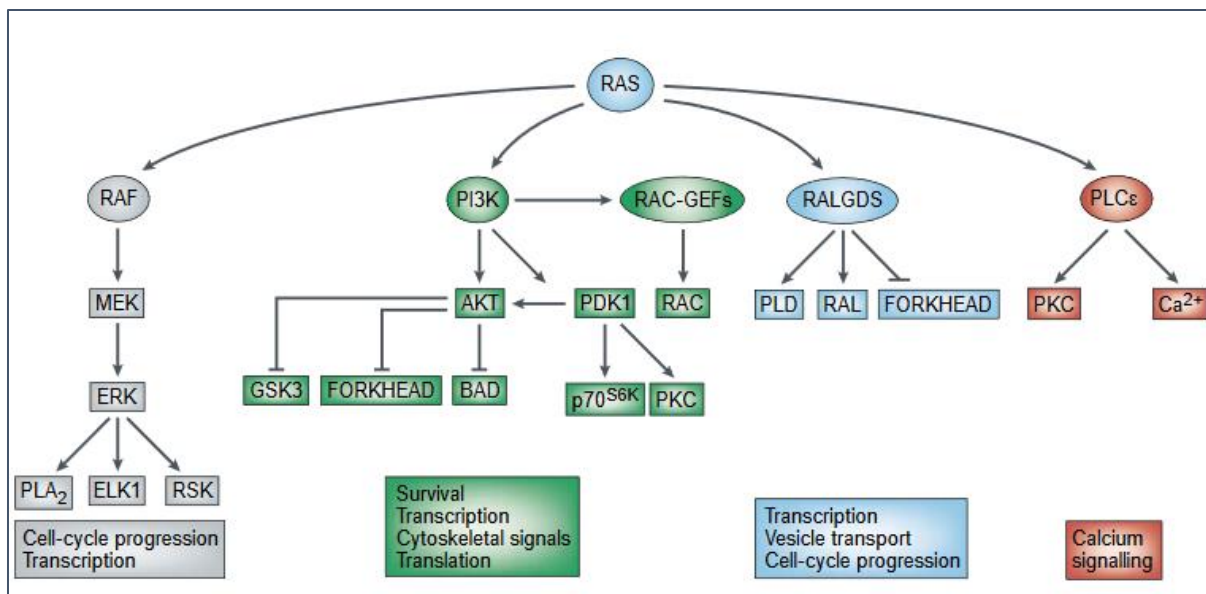 RAS
RAF
PI3K
RAC-GEFs
RALGDS
PLCε
MEK
AKT
PDK1
RAC
PLD
RAL
FORKHEAD
PKC
Ca²⁺
ERK
GSK3
FORKHEAD
BAD
p70ˢ⁶ᴷ
PKC
PLA₂
ELK1
RSK
Cell-cycle progression
Transcription
Survival
Transcription
Cytoskeletal signals
Translation
Transcription
Vesicle transport
Cell-cycle progression
Calcium
signalling